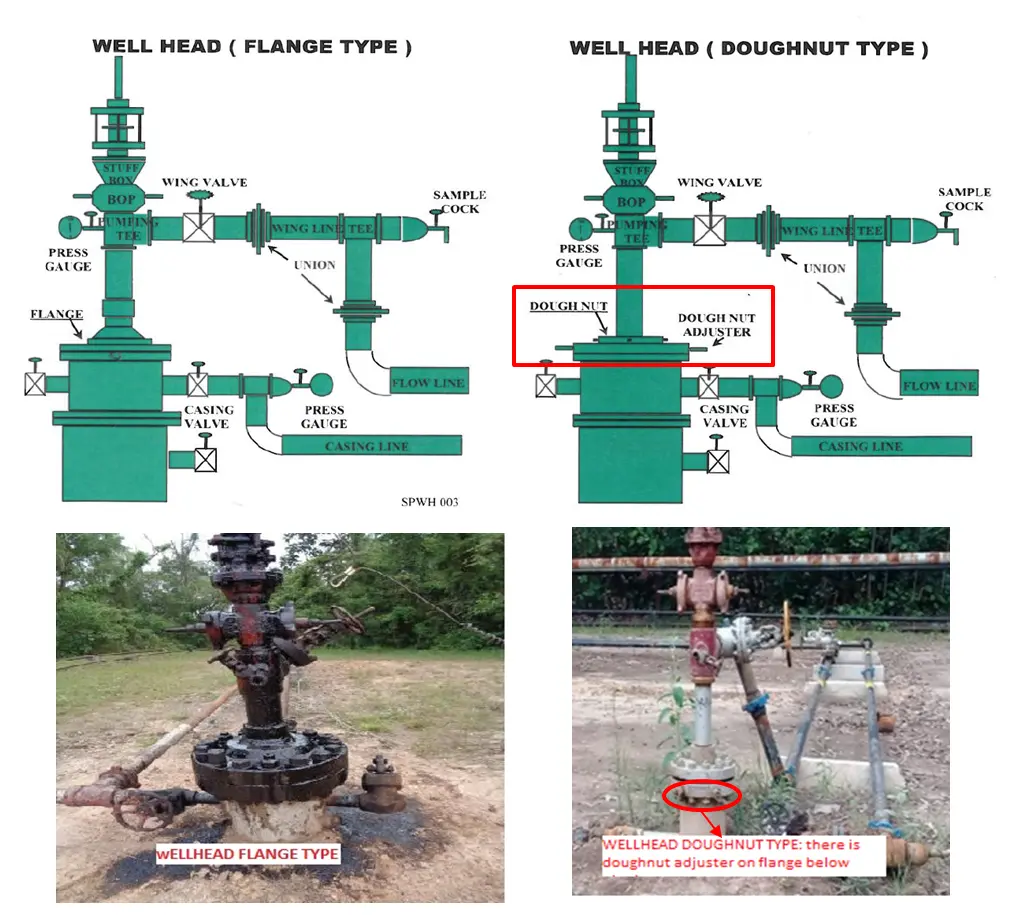 WELL HEAD ( FLANGE TYPE )
STUFF
BOX
BOP
WING VALVE
SAMPLE
COCK
PUMPING
TEE
WING LINE
TEE
PRESS
GAUGE
UNION
FLANGE
FLOW LINE
CASING
VALVE
PRESS
GAUGE
CASING LINE
SPWH 003
WELL HEAD ( DOUGHNUT TYPE )
STUFF
BOX
BOP
WING VALVE
SAMPLE
COCK
PUMPING
TEE
WING LINE
TEE
PRESS
GAUGE
UNION
DOUGH NUT
DOUGH NUT
ADJUSTER
FLOW LINE
CASING
VALVE
PRESS
GAUGE
CASING LINE
wELLHEAD FLANGE TYPE
WELLHEAD DOUGHNUT TYPE: there is
doughnut adjuster on flange below